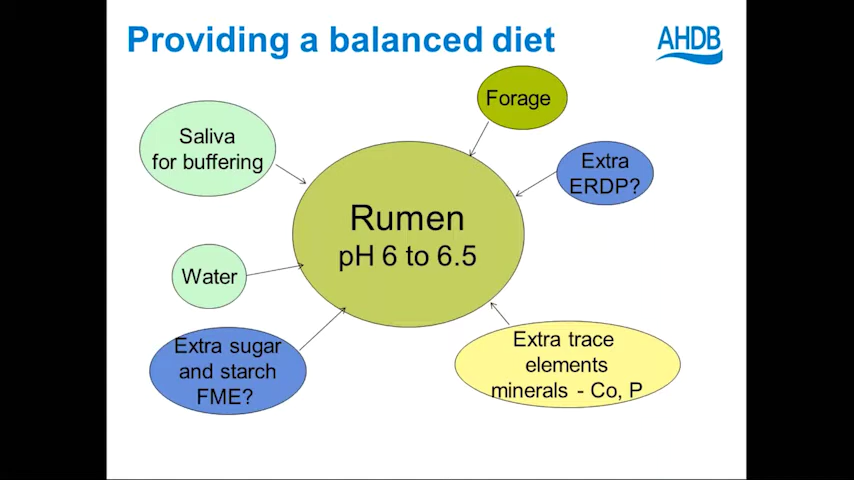 Providing a balanced diet
AHDB
Forage
Saliva
for buffering
Extra
ERDP?
Rumen
pH 6 to 6.5
Water
Extra sugar
and starch
FME?
Extra trace
elements
minerals - Co, P